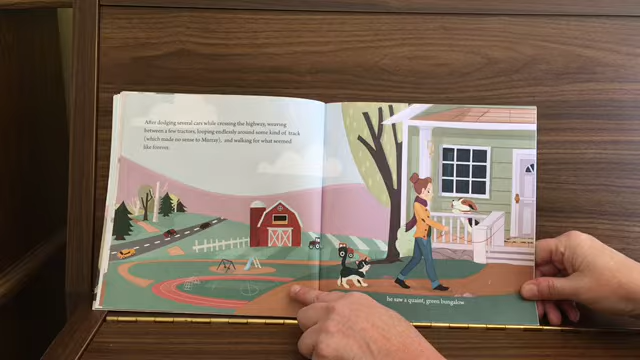 After dodging several cars while crossing the highway, weaving
between a few tractors, looping endlessly around some kind of track
(which made no sense to Murray), and walking for what seemed
like forever,
he saw a quaint, green bungalow